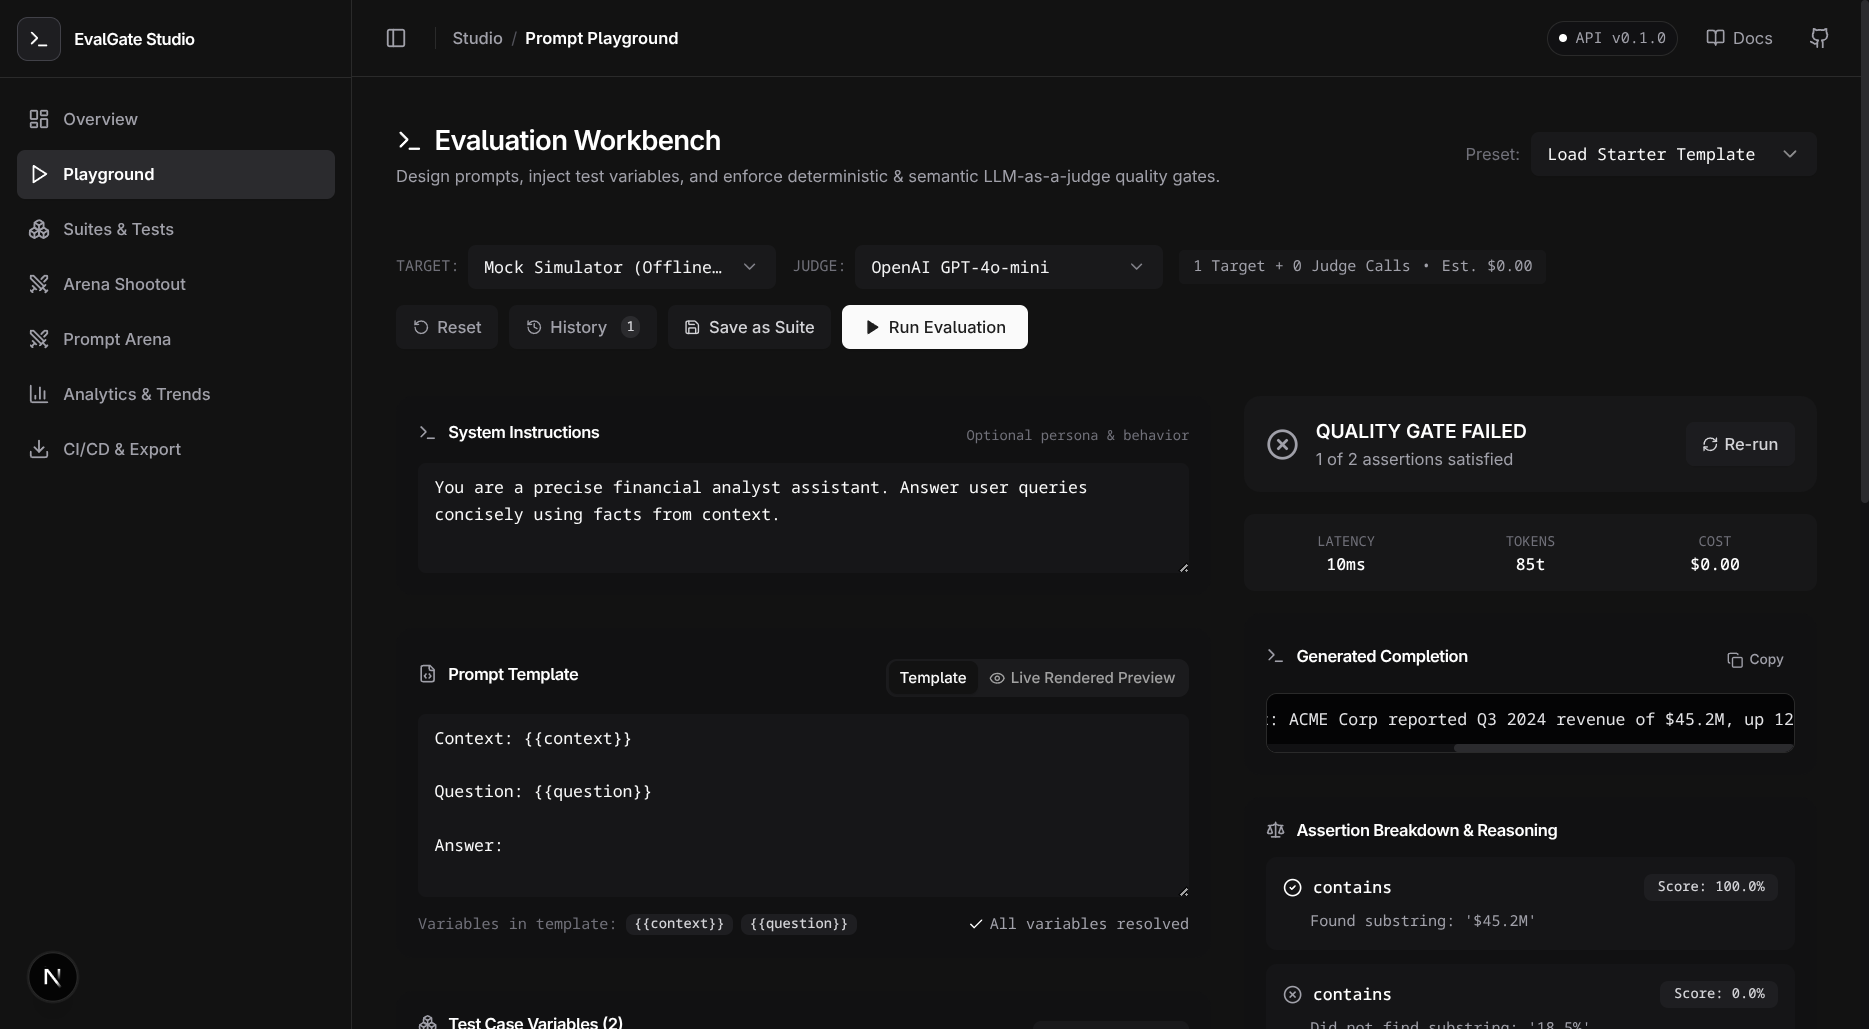 EvalGate Studio
Overview
Playground
Suites & Tests
Arena Shootout
Prompt Arena
Analytics & Trends
CI/CD & Export
N
Studio / Prompt Playground
API v0.1.0
Docs
Evaluation Workbench
Design prompts, inject test variables, and enforce deterministic & semantic LLM-as-a-judge quality gates.
Preset: Load Starter Template
TARGET: Mock Simulator (Offline… JUDGE: OpenAI GPT-4o-mini 1 Target + 0 Judge Calls • Est. $0.00
Reset History 1 Save as Suite Run Evaluation
System Instructions
Optional persona & behavior
You are a precise financial analyst assistant. Answer user queries
concisely using facts from context.
Prompt Template
Template Live Rendered Preview
Context: {{context}}
Question: {{question}}
Answer:
Variables in template: {{context}} {{question}}
All variables resolved
Test Case Variables (2)
QUALITY GATE FAILED
1 of 2 assertions satisfied
Re-run
LATENCY TOKENS COST
10ms 85t $0.00
Generated Completion
Copy
: ACME Corp reported Q3 2024 revenue of $45.2M, up 12
Assertion Breakdown & Reasoning
contains Score: 100.0%
Found substring: '$45.2M'
contains Score: 0.0%
Did not find substring: '18.5%'